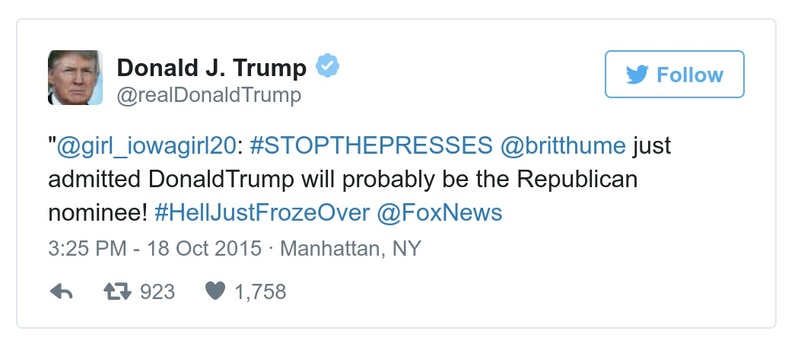 Donald J. Trump
@realDonaldTrump
Follow
"@girl_iowagirl20: #STOPTHEPRESSES @britthume just
admitted DonaldTrump will probably be the Republican
nominee! #HellJustFrozeOver @FoxNews
3:25 PM - 18 Oct 2015 · Manhattan, NY
923 1,758